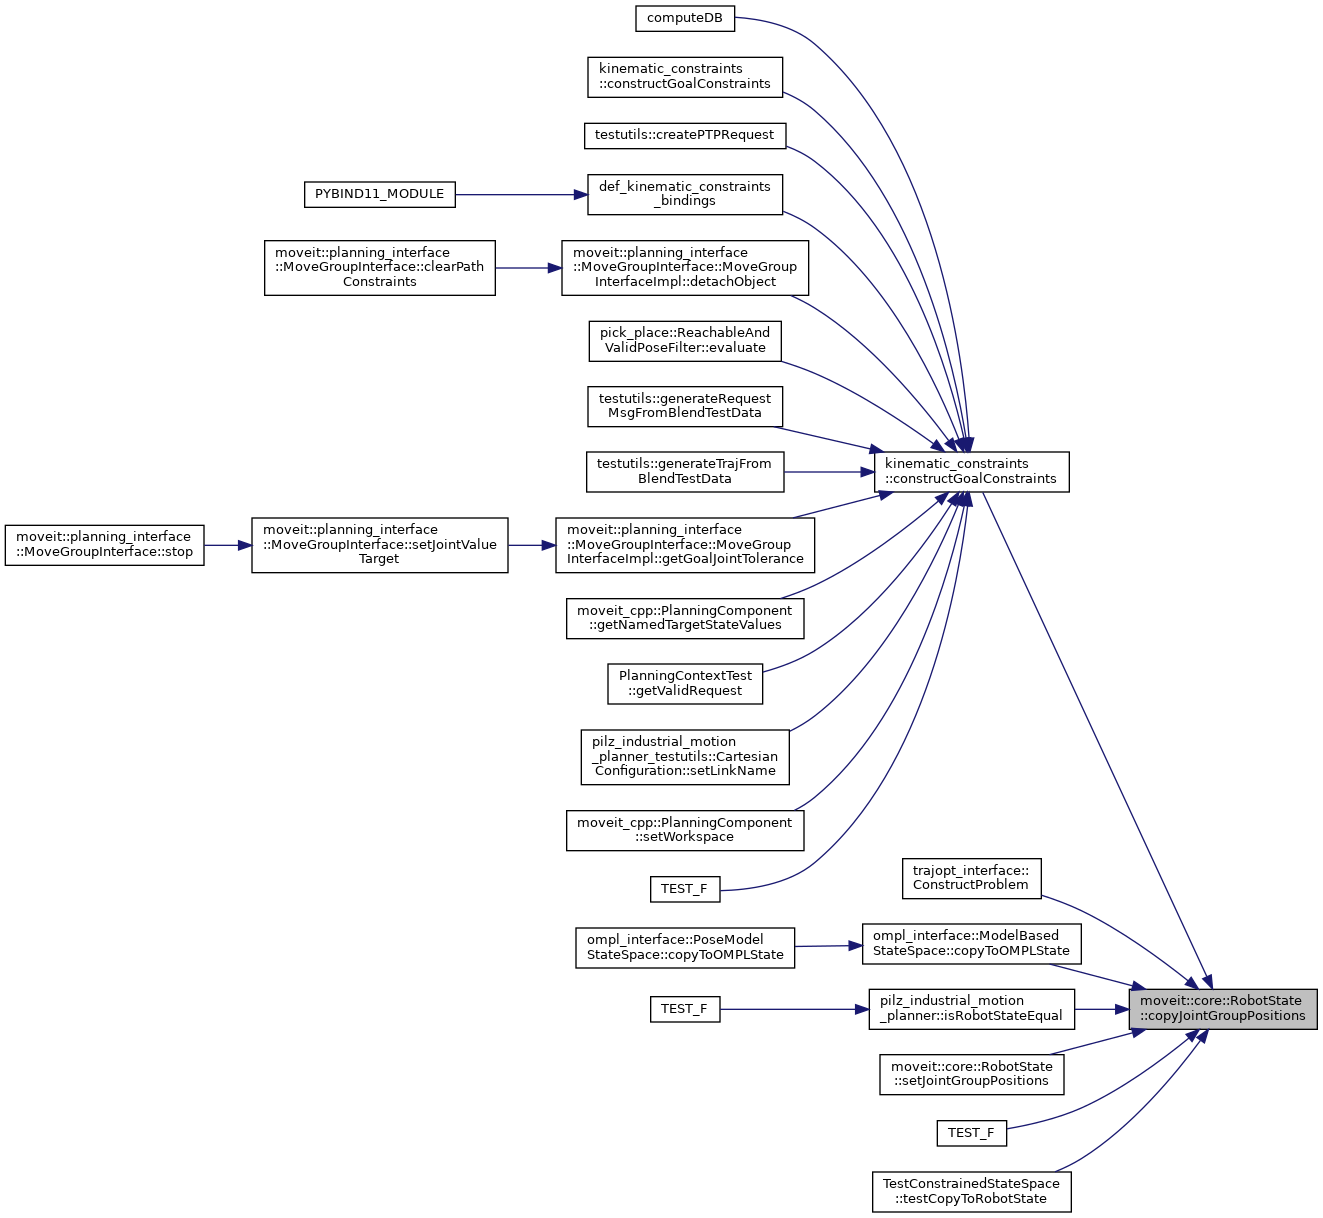 computeDB
kinematic_constraints
::constructGoalConstraints
testutils::createPTPRequest
PYBIND11_MODULE
def_kinematic_constraints
_bindings
moveit::planning_interface
::MoveGroupInterface::clearPath
Constraints
moveit::planning_interface
::MoveGroupInterface::MoveGroup
InterfaceImpl::detachObject
pick_place::ReachableAnd
ValidPoseFilter::evaluate
testutils::generateRequest
MsgFromBlendTestData
testutils::generateTrajFrom
BlendTestData
kinematic_constraints
::constructGoalConstraints
moveit::planning_interface
::MoveGroupInterface::stop
moveit::planning_interface
::MoveGroupInterface::setJointValue
Target
moveit::planning_interface
::MoveGroupInterface::MoveGroup
InterfaceImpl::getGoalJointTolerance
moveit_cpp::PlanningComponent
::getNamedTargetStateValues
PlanningContextTest
::getValidRequest
pilz_industrial_motion
_planner_testutils::Cartesian
Configuration::setLinkName
moveit_cpp::PlanningComponent
::setWorkspace
TEST_F
trajopt_interface::
ConstructProblem
ompl_interface::PoseModel
StateSpace::copyToOMPLState
ompl_interface::ModelBased
StateSpace::copyToOMPLState
TEST_F
pilz_industrial_motion
_planner::isRobotStateEqual
moveit::core::RobotState
::copyJointGroupPositions
moveit::core::RobotState
::setJointGroupPositions
TEST_F
TestConstrainedStateSpace
::testCopyToRobotState